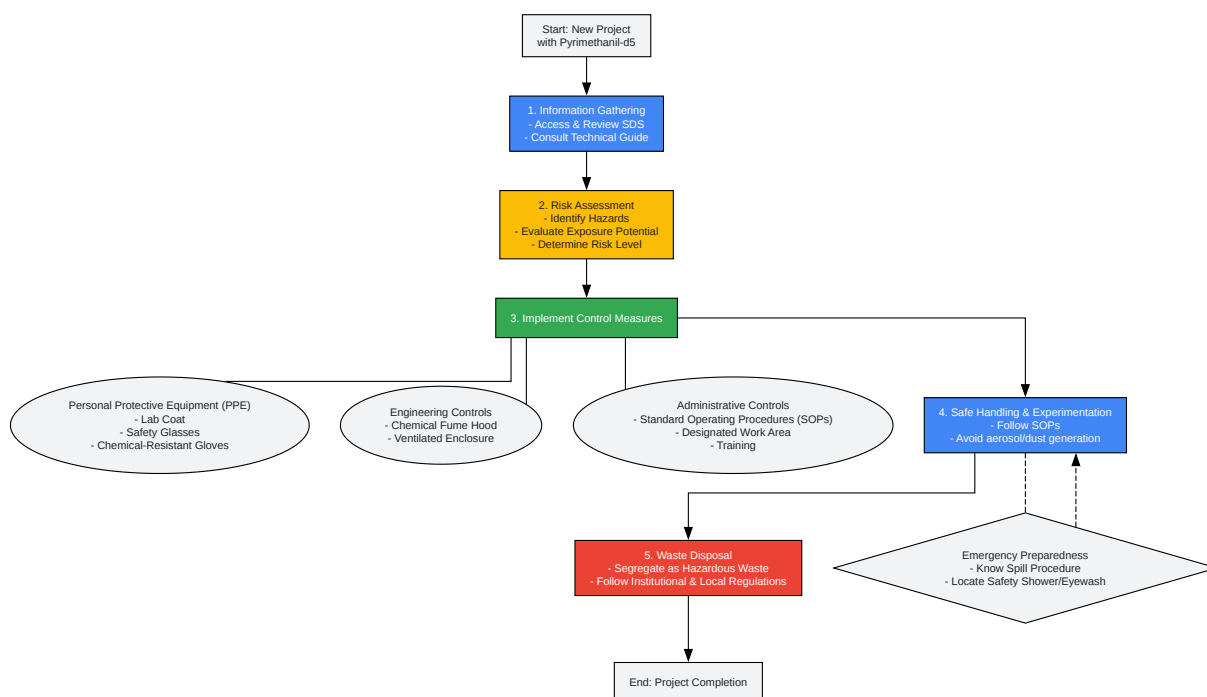 Start: New Project
with Pyrimethanil-d5
1. Information Gathering
- Access & Review SDS
- Consult Technical Guide
2. Risk Assessment
- Identify Hazards
- Evaluate Exposure Potential
- Determine Risk Level
3. Implement Control Measures
Personal Protective Equipment (PPE)
- Lab Coat
- Safety Glasses
- Chemical-Resistant Gloves
Engineering Controls
- Chemical Fume Hood
- Ventilated Enclosure
Administrative Controls
- Standard Operating Procedures (SOPs)
- Designated Work Area
- Training
4. Safe Handling & Experimentation
- Follow SOPs
- Avoid aerosol/dust generation
5. Waste Disposal
- Segregate as Hazardous Waste
- Follow Institutional & Local Regulations
Emergency Preparedness
- Know Spill Procedure
- Locate Safety Shower/Eyewash
End: Project Completion